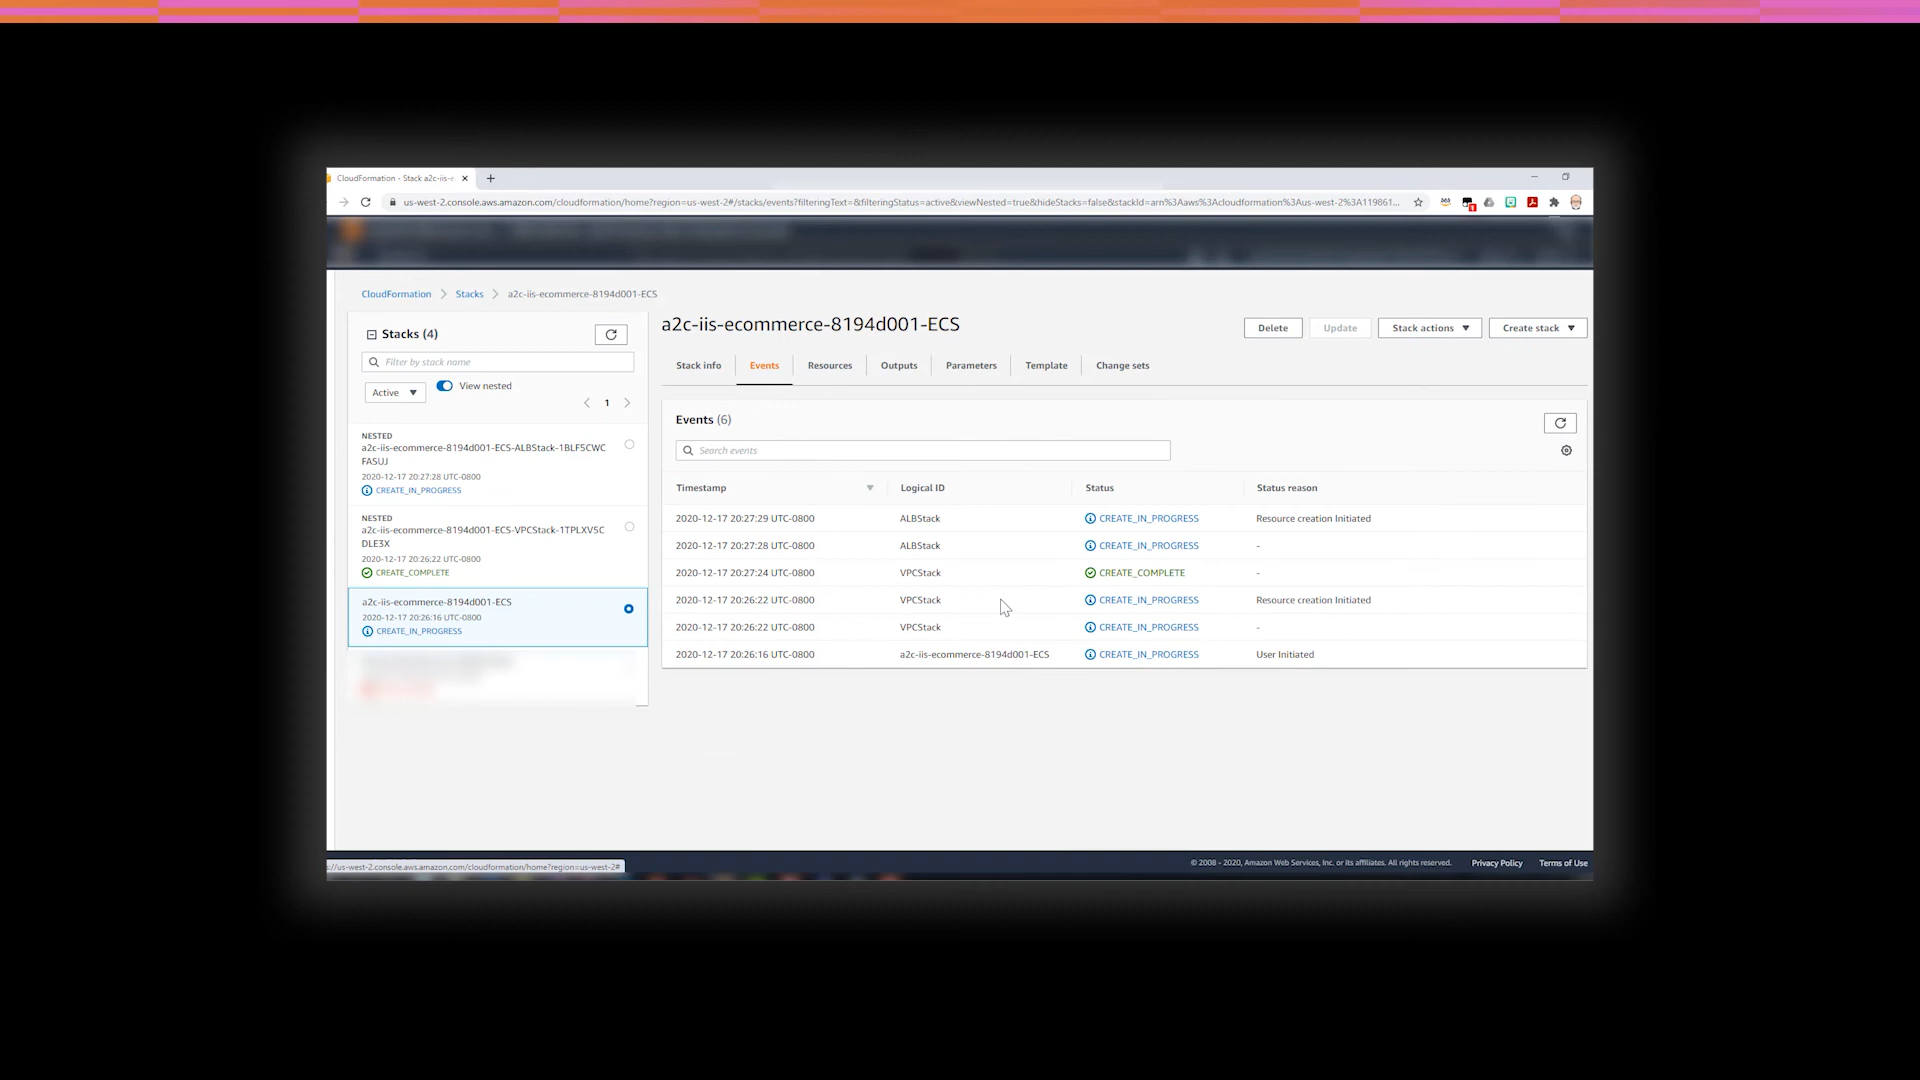 CloudFormation - Stack a2c-iis-e
us-west-2.console.aws.amazon.com/cloudformation/home?region=us-west-2#/stacks/events?filteringText=&filteringStatus=active&viewNested=true&hideStacks=false&stackId=arn%3Aaws%3Acloudformation%3Aus-west-2%3A119861...
CloudFormation > Stacks > a2c-iis-ecommerce-8194d001-ECS
Stacks (4)
Filter by stack name
Active
View nested
1
NESTED
a2c-iis-ecommerce-8194d001-ECS-ALBStack-1BLF5CWC
FASUJ
2020-12-17 20:27:28 UTC-0800
CREATE_IN_PROGRESS
NESTED
a2c-iis-ecommerce-8194d001-ECS-VPCStack-1TPLXV5C
DLE3X
2020-12-17 20:26:22 UTC-0800
CREATE_COMPLETE
a2c-iis-ecommerce-8194d001-ECS
2020-12-17 20:26:16 UTC-0800
CREATE_IN_PROGRESS
a2c-iis-ecommerce-8194d001-ECS
Delete Update Stack actions Create stack
Stack info Events Resources Outputs Parameters Template Change sets
Events (6)
Search events
Timestamp Logical ID Status Status reason
2020-12-17 20:27:29 UTC-0800 ALBStack CREATE_IN_PROGRESS Resource creation Initiated
2020-12-17 20:27:28 UTC-0800 ALBStack CREATE_IN_PROGRESS -
2020-12-17 20:27:24 UTC-0800 VPCStack CREATE_COMPLETE -
2020-12-17 20:26:22 UTC-0800 VPCStack CREATE_IN_PROGRESS Resource creation Initiated
2020-12-17 20:26:22 UTC-0800 VPCStack CREATE_IN_PROGRESS -
2020-12-17 20:26:16 UTC-0800 a2c-iis-ecommerce-8194d001-ECS CREATE_IN_PROGRESS User Initiated
://us-west-2.console.aws.amazon.com/cloudformation/home?region=us-west-2#
© 2008 - 2020, Amazon Web Services, Inc. or its affiliates. All rights reserved. Privacy Policy Terms of Use